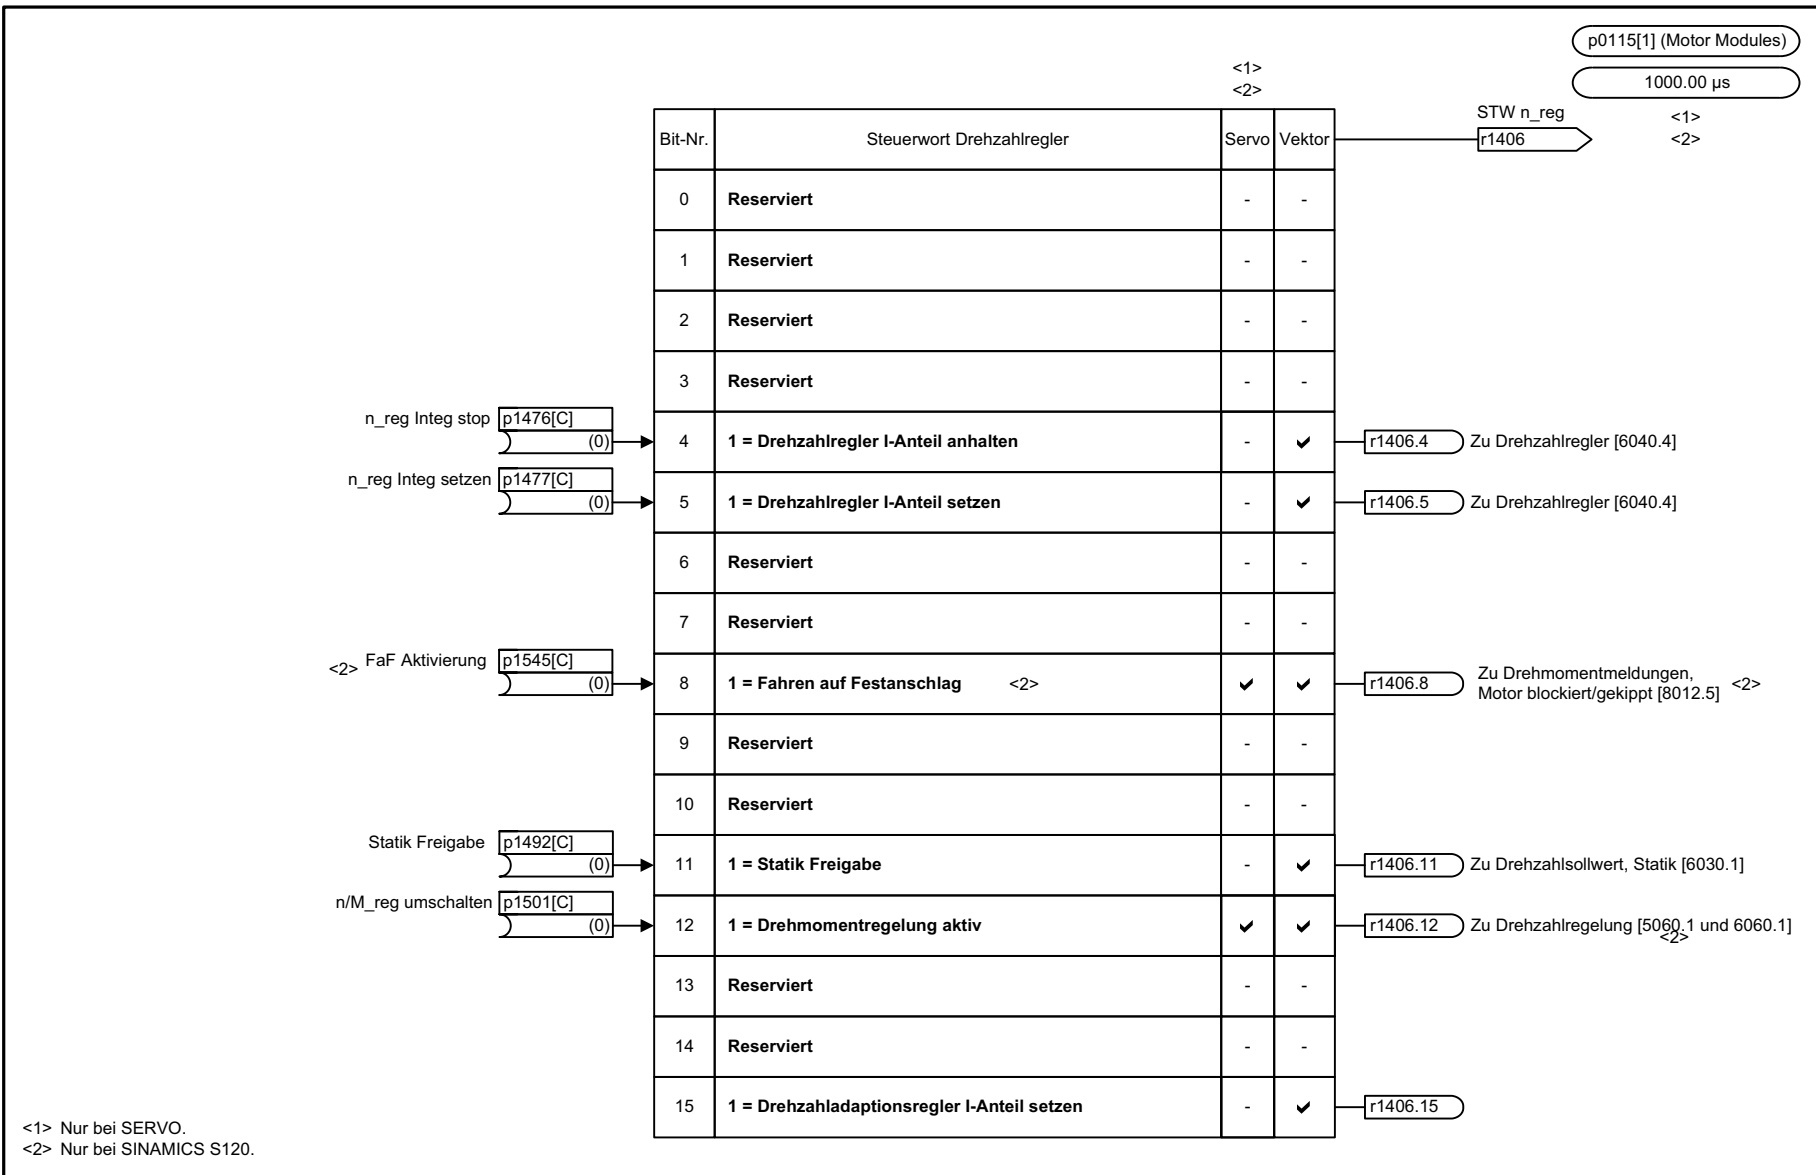 p0115[1] (Motor Modules)
1000.00 µs
<1>
<2>
<1>
<2>
STW n_reg
r1406
Bit-Nr. Steuerwort Drehzahlregler Servo Vektor
0 Reserviert - -
1 Reserviert - -
2 Reserviert - -
3 Reserviert - -
n_reg Integ stop p1476[C]
(0) 4 1 = Drehzahlregler I-Anteil anhalten - ✔ r1406.4 Zu Drehzahlregler [6040.4]
n_reg Integ setzen p1477[C]
(0) 5 1 = Drehzahlregler I-Anteil setzen - ✔ r1406.5 Zu Drehzahlregler [6040.4]
6 Reserviert - -
7 Reserviert - -
<2> FaF Aktivierung p1545[C]
(0) 8 1 = Fahren auf Festanschlag <2> ✔ ✔ r1406.8 Zu Drehmomentmeldungen,
Motor blockiert/gekippt [8012.5] <2>
9 Reserviert - -
10 Reserviert - -
Statik Freigabe p1492[C]
(0) 11 1 = Statik Freigabe - ✔ r1406.11 Zu Drehzahlsollwert, Statik [6030.1]
n/M_reg umschalten p1501[C]
(0) 12 1 = Drehmomentregelung aktiv ✔ ✔ r1406.12 Zu Drehzahlregelung [5060.1 und 6060.1]
<2>
13 Reserviert - -
14 Reserviert - -
15 1 = Drehzahladaptionsregler I-Anteil setzen - ✔ r1406.15
<1> Nur bei SERVO.
<2> Nur bei SINAMICS S120.